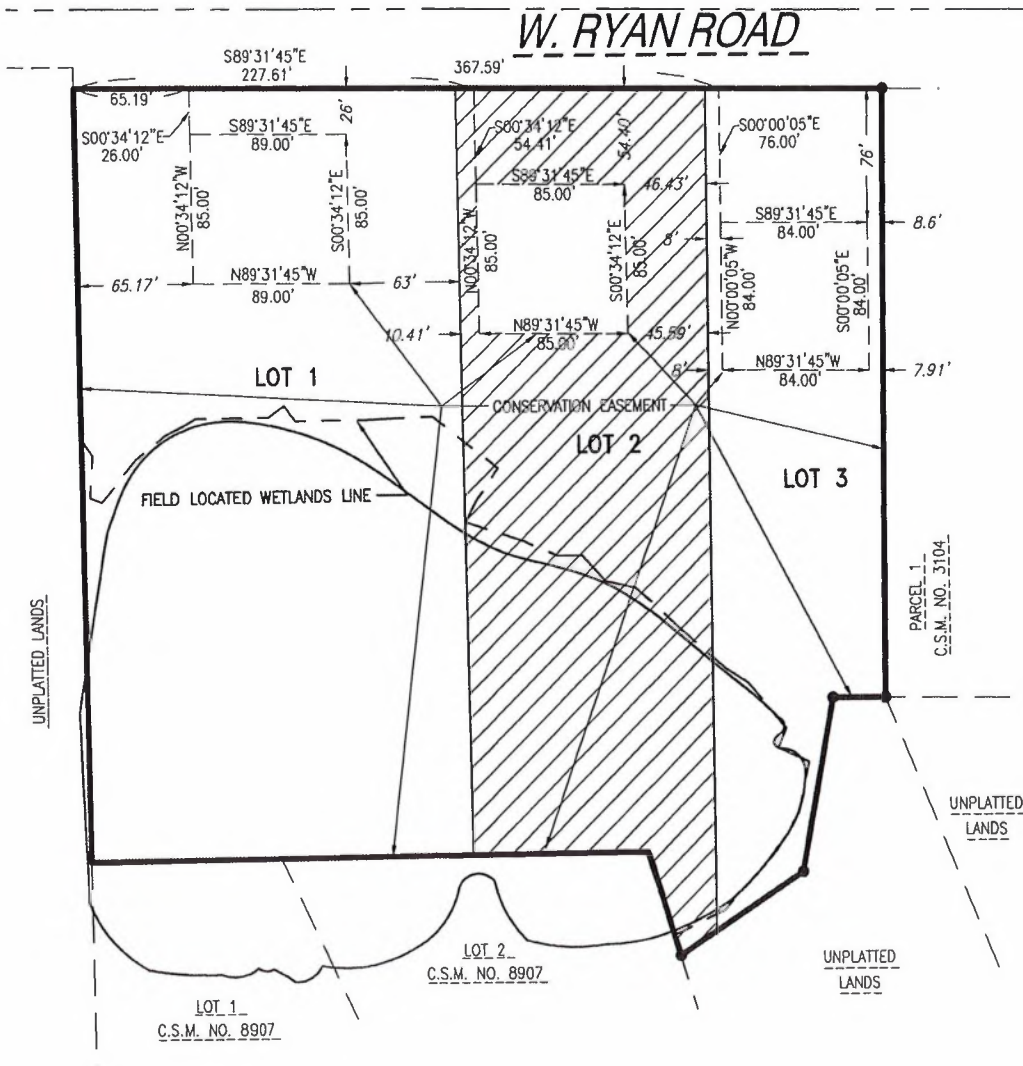 W. RYAN ROAD
S89°31'45"E
227.61'
367.59'
65.19'
S00°34'12"E
26.00'
S89°31'45"E
89.00'
26'
N00°34'12"W
85.00'
S00°34'12"E
85.00'
65.17'
N89°31'45"W
89.00'
63'
S00°34'12"E
54.41'
54.40'
S89°31'45"E
85.00'
46.43'
8'
N00°34'12"W
85.00'
S00°34'12"E
85.00'
10.41'
N89°31'45"W
85.00'
45.59'
8'
S00°00'05"E
76.00'
76'
S89°31'45"E
84.00'
8.6'
N00°00'05"W
84.00'
S00°00'05"E
84.00'
N89°31'45"W
84.00'
7.91'
LOT 1
CONSERVATION EASEMENT
LOT 2
LOT 3
FIELD LOCATED WETLANDS LINE
UNPLATTED LANDS
PARCEL 1
C.S.M. NO. 3104
UNPLATTED
LANDS
UNPLATTED
LANDS
LOT 2
C.S.M. NO. 8907
LOT 1
C.S.M. NO. 8907